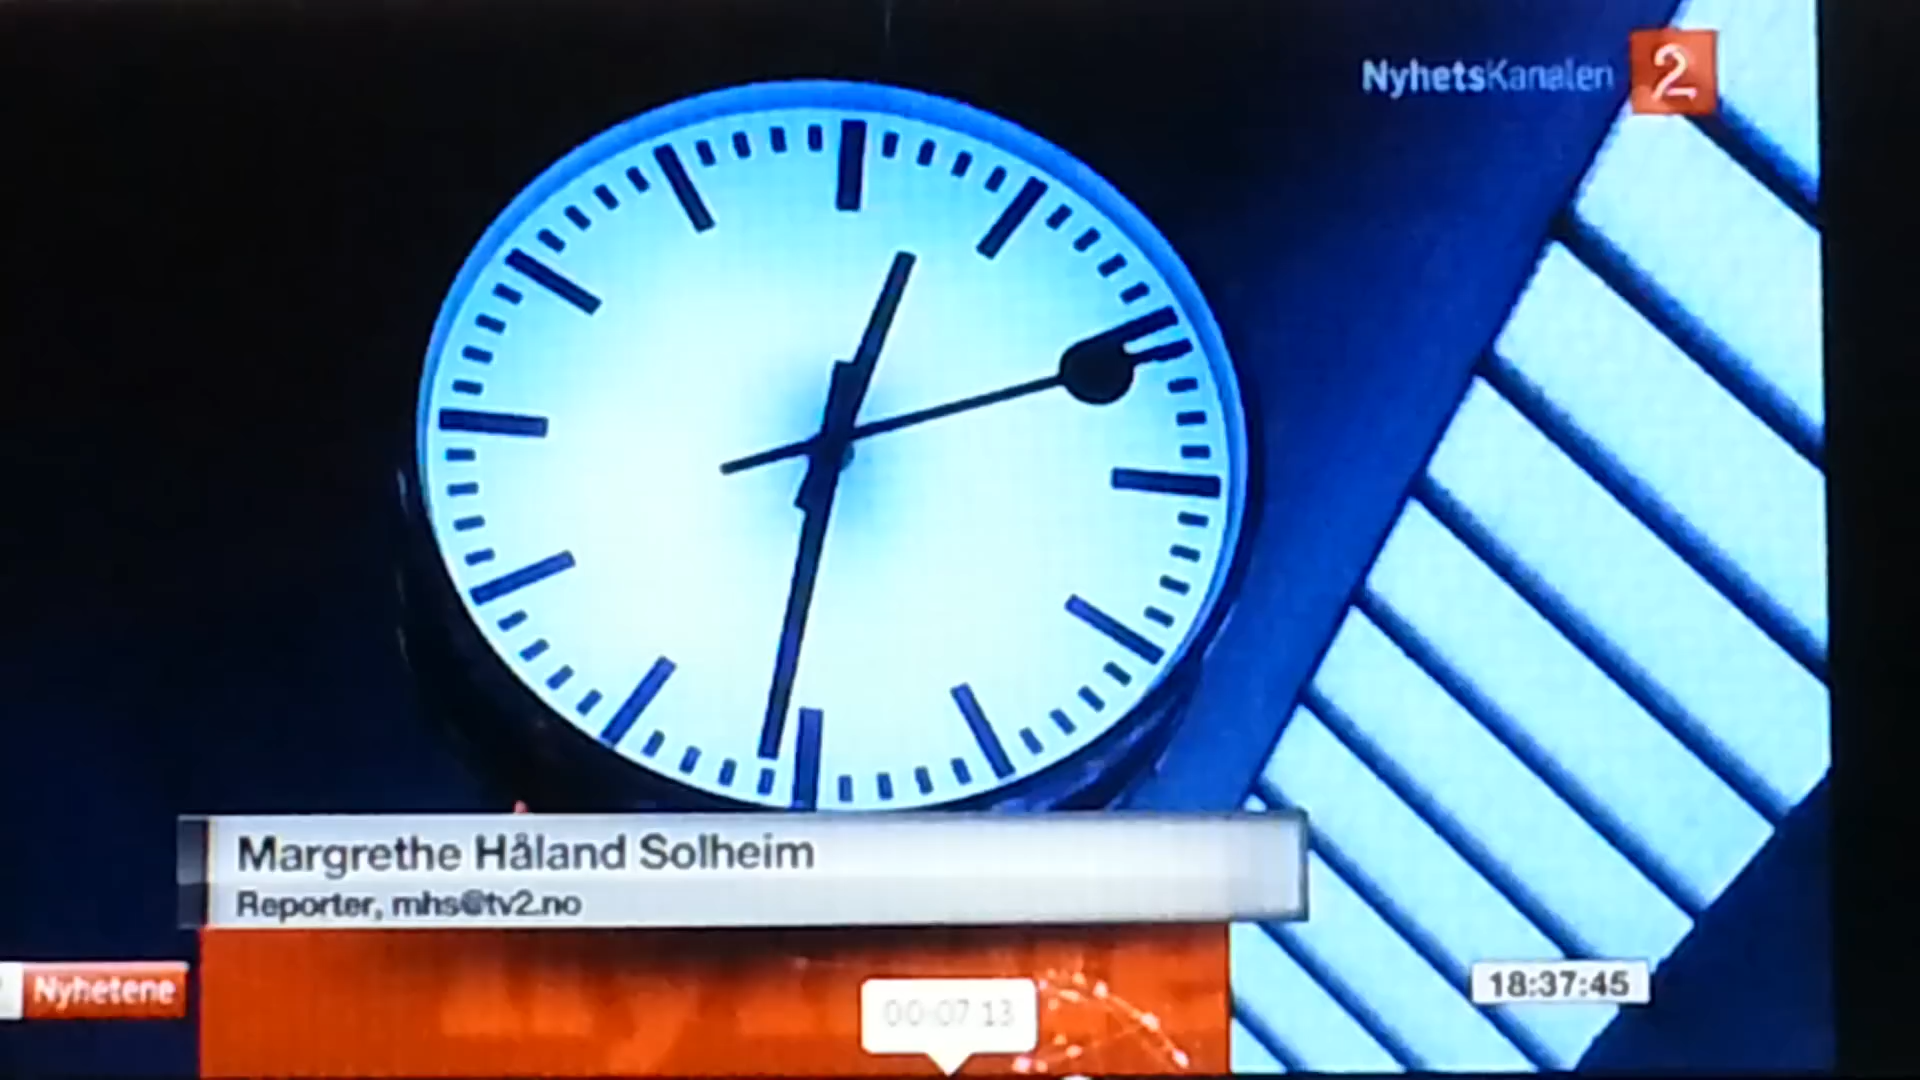 NyhetsKanalen 2
Margrethe Håland Solheim
Reporter, mhs@tv2.no
Nyhetene
18:37:45
00:07:13